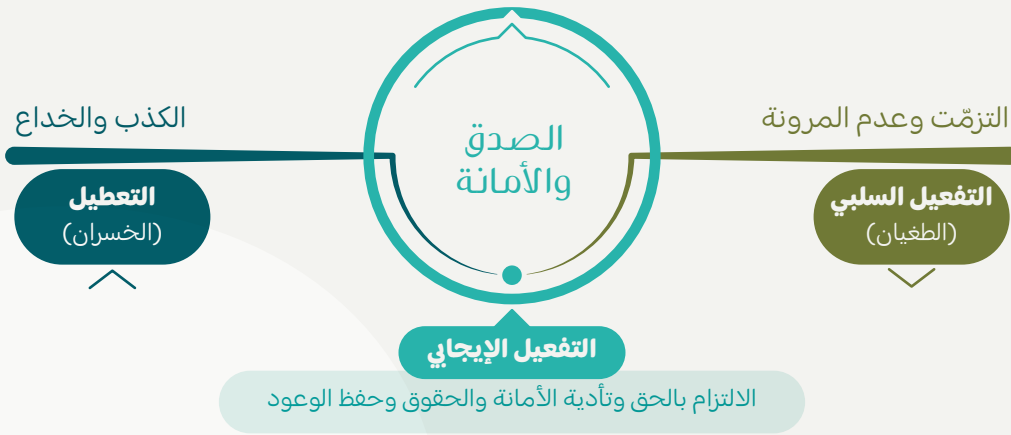 التزمّت وعدم المرونة
التفعيل السلبي
(الطغيان)
الصدق
والأمانة
الكذب والخداع
التعطيل
(الخسران)
التفعيل الإيجابي
الالتزام بالحق وتأدية الأمانة والحقوق وحفظ الوعود